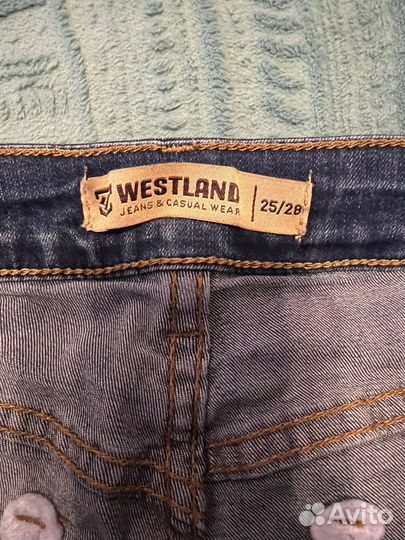 WESTLAND
JEANS & CASUAL WEAR
25/28
Avito